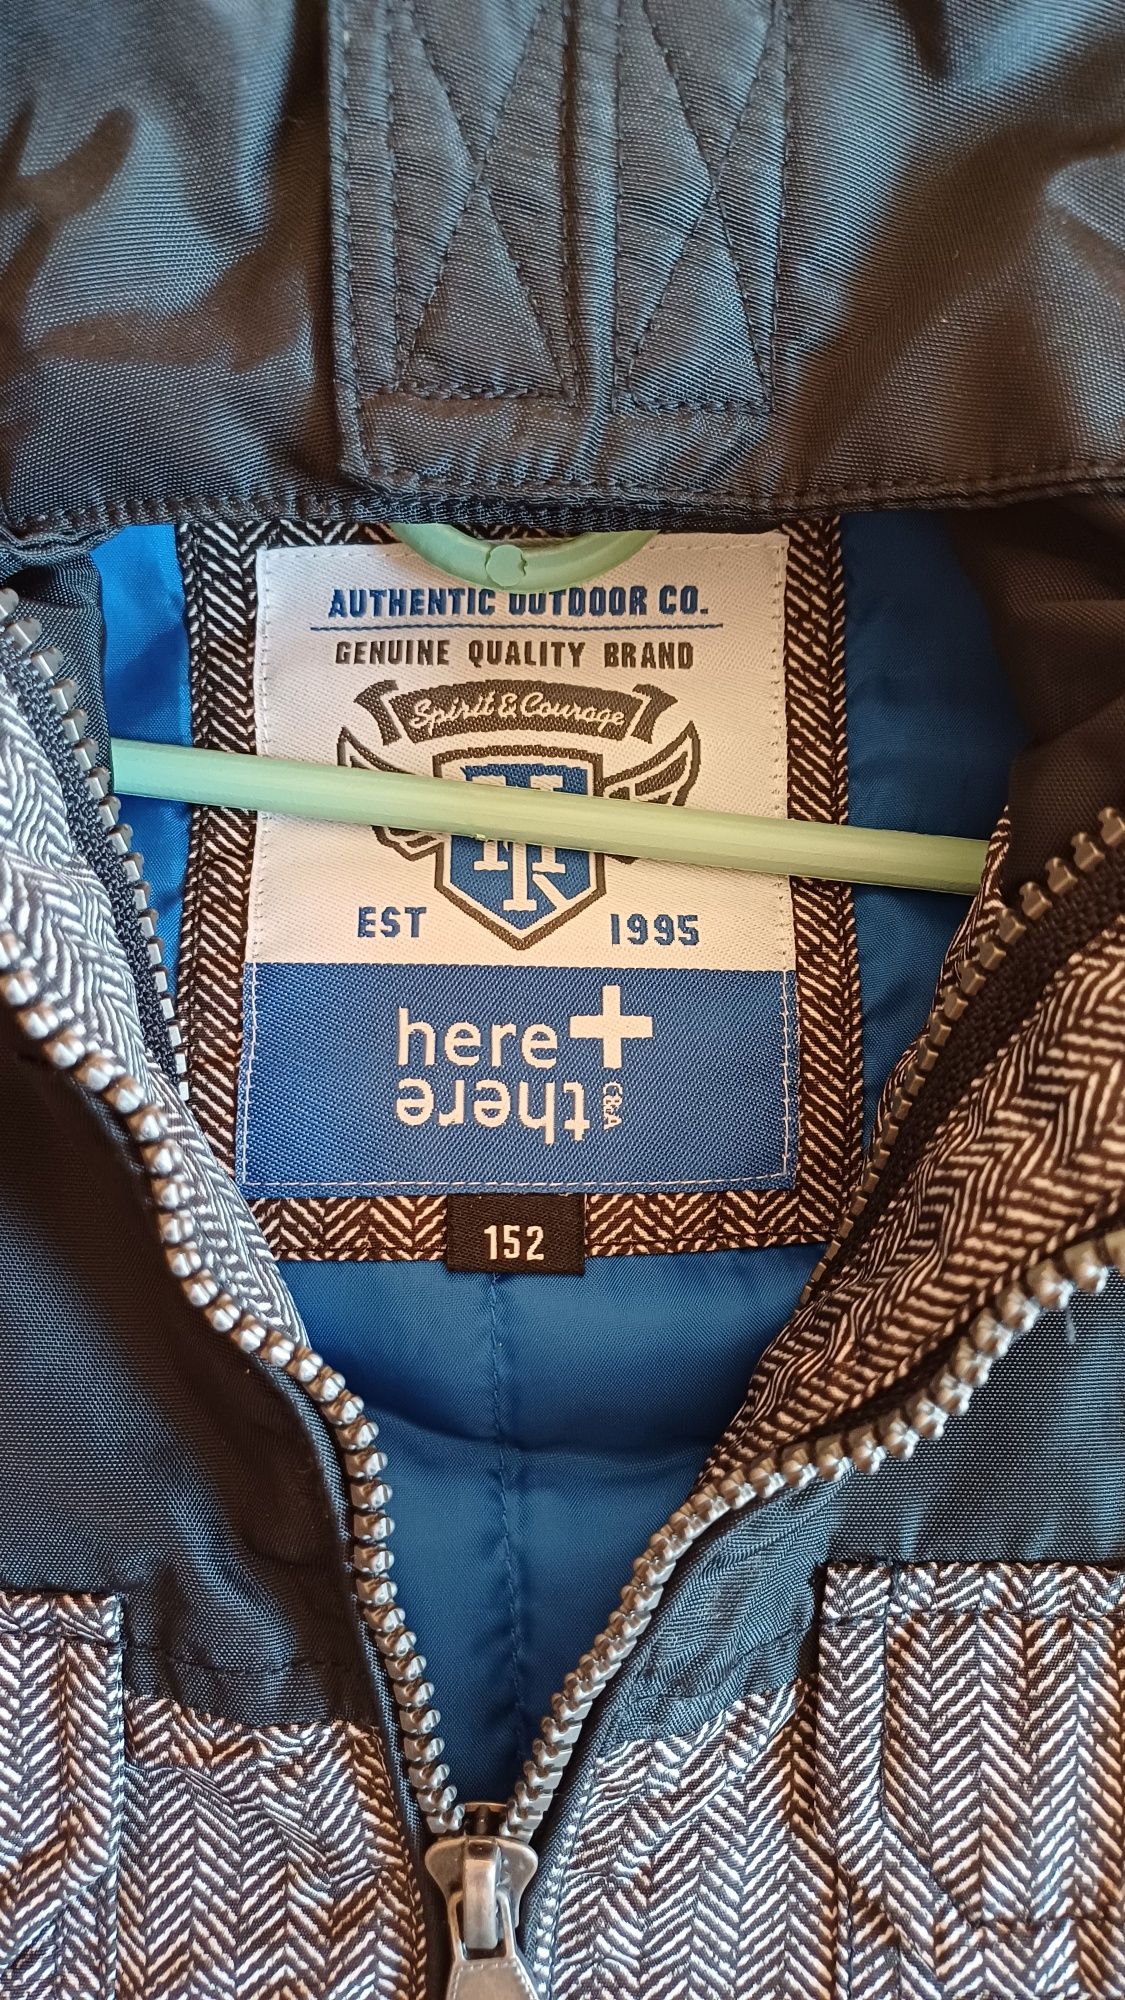 AUTHENTIC OUTDOOR CO.
GENUINE QUALITY BRAND
Spirit & Courage
EST 1995
here +
there C&A
152